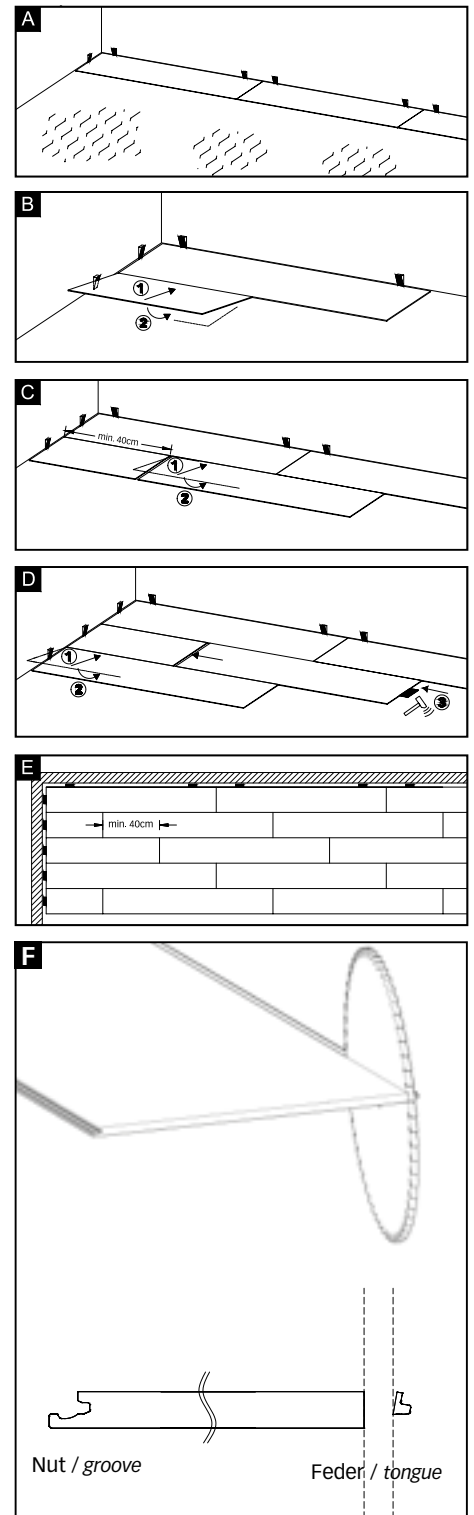 A
B
①
②
C
min. 40cm
①
②
D
①
②
③
E
min. 40cm
F
Nut / groove
Feder / tongue